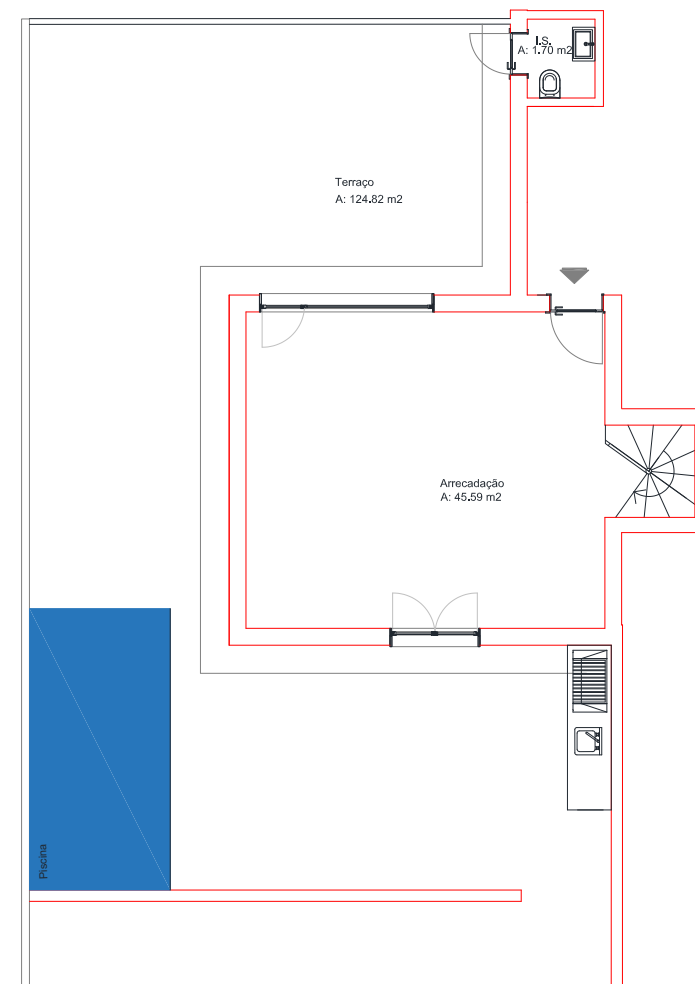 I.S.
A: 1.70 m2
Terraço
A: 124.82 m2
Arrecadação
A: 45.59 m2
Piscina